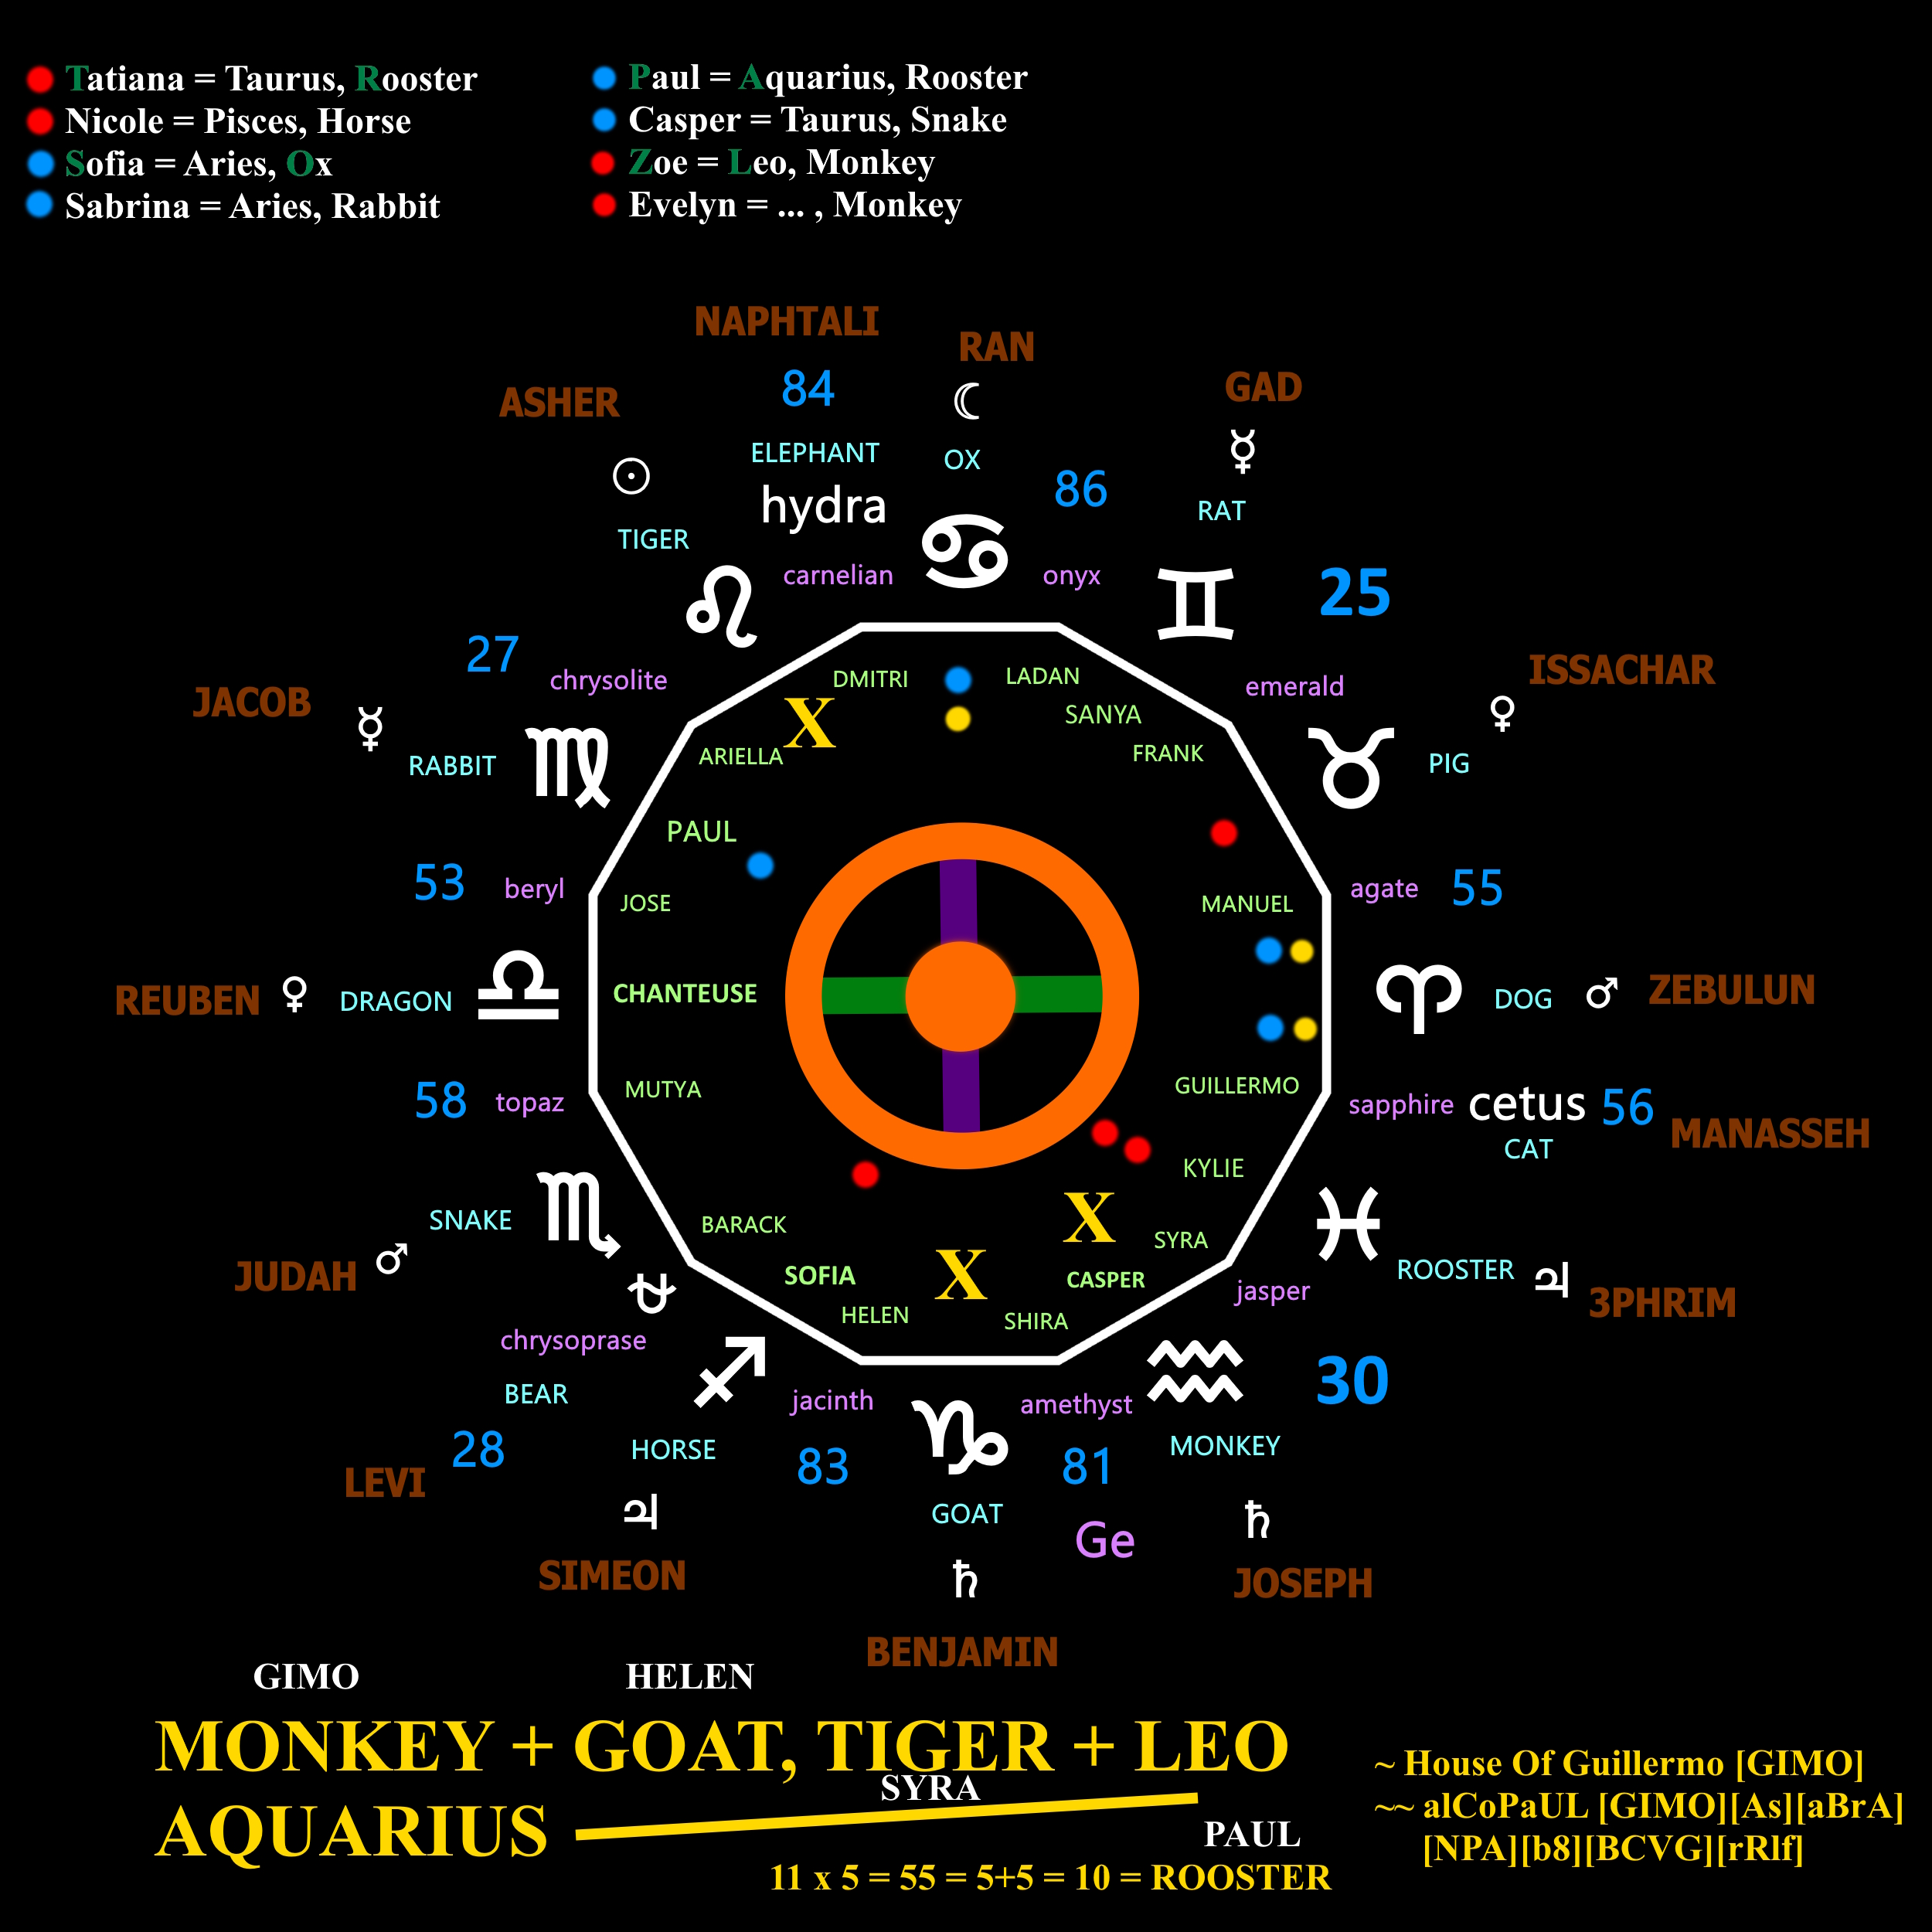 Tatiana = Taurus, Rooster
Nicole = Pisces, Horse
Sofia = Aries, Ox
Sabrina = Aries, Rabbit
Paul = Aquarius, Rooster
Casper = Taurus, Snake
Zoe = Leo, Monkey
Evelyn = ... , Monkey
NAPHTALI
RAN
GAD
ASHER
84
☾
☿
ELEPHANT
OX
☉
hydra
86
RAT
TIGER
carnelian
♋
onyx
♌
♊
25
27
chrysolite
DMITRI
LADAN
emerald
ISSACHAR
JACOB
☿
X
SANYA
♀
RABBIT
♍
ARIELLA
FRANK
♉
PIG
PAUL
53
beryl
JOSE
MANUEL
agate
55
REUBEN
♀
DRAGON
♎
CHANTEUSE
♈
DOG
♂
ZEBULUN
58
topaz
MUTYA
GUILLERMO
sapphire
cetus
56
MANASSEH
CAT
KYLIE
SNAKE
♏
BARACK
X
SYRA
♓
JUDAH
♂
SOFIA
X
CASPER
ROOSTER
♃
3PHRIM
⛎
HELEN
SHIRA
jasper
chrysoprase
♐
♒
30
BEAR
jacinth
♑
amethyst
LEVI
28
HORSE
83
81
MONKEY
GOAT
♃
Ge
♄
SIMEON
♄
JOSEPH
BENJAMIN
GIMO
HELEN
MONKEY + GOAT, TIGER + LEO
SYRA
AQUARIUS
PAUL
11 x 5 = 55 = 5+5 = 10 = ROOSTER
~ House Of Guillermo [GIMO]
~~ alCoPaUL [GIMO][As][aBrA]
[NPA][b8][BCVG][rRlf]